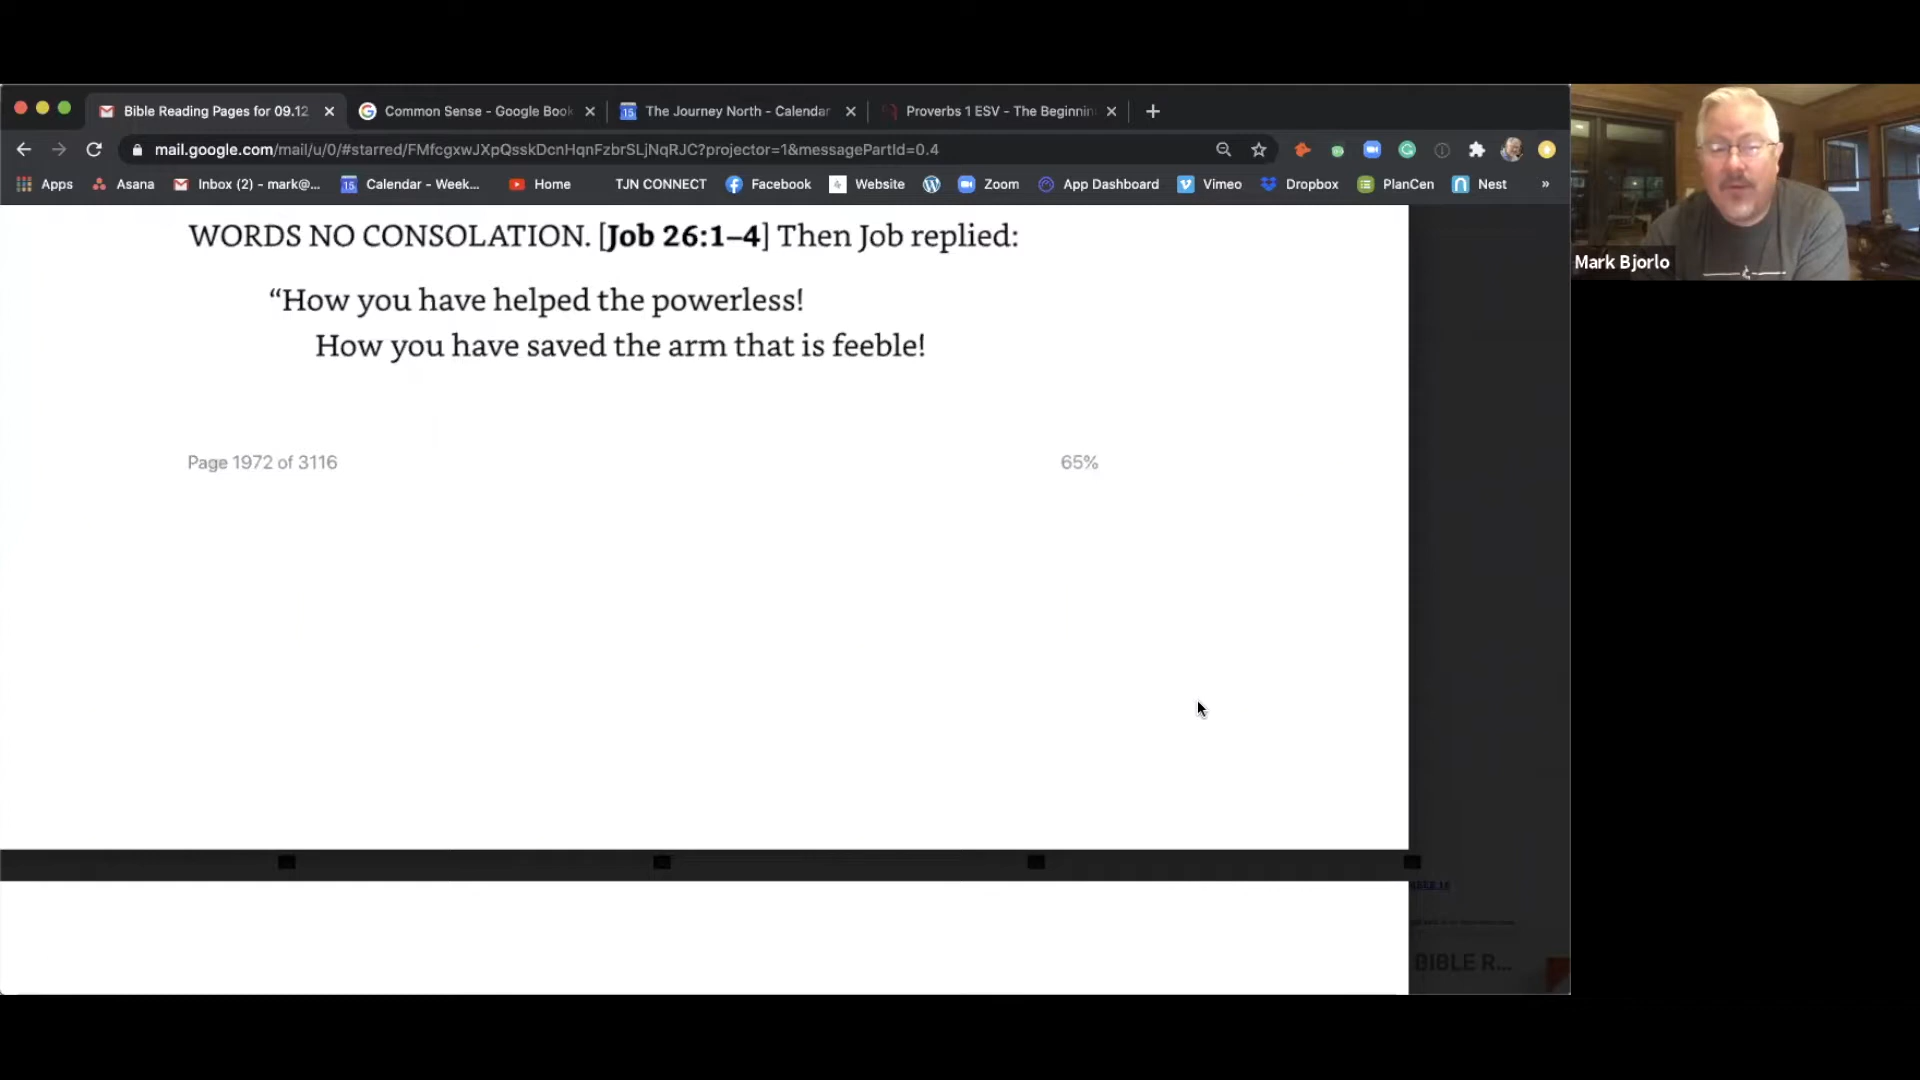 Bible Reading Pages for 09.12
Common Sense - Google Book
15 The Journey North - Calendar
Proverbs 1 ESV - The Beginnin
mail.google.com/mail/u/0/#starred/FMfcgxwJXpQsskDcnHqnFzbrSLjNqRJC?projector=1&messagePartId=0.4
Apps Asana Inbox (2) - mark@... 15 Calendar - Week... Home TJN CONNECT Facebook Website Zoom App Dashboard Vimeo Dropbox PlanCen Nest »
WORDS NO CONSOLATION. [Job 26:1–4] Then Job replied:
“How you have helped the powerless!
How you have saved the arm that is feeble!
Page 1972 of 3116 65%
BIBLE R...
Mark Bjorlo